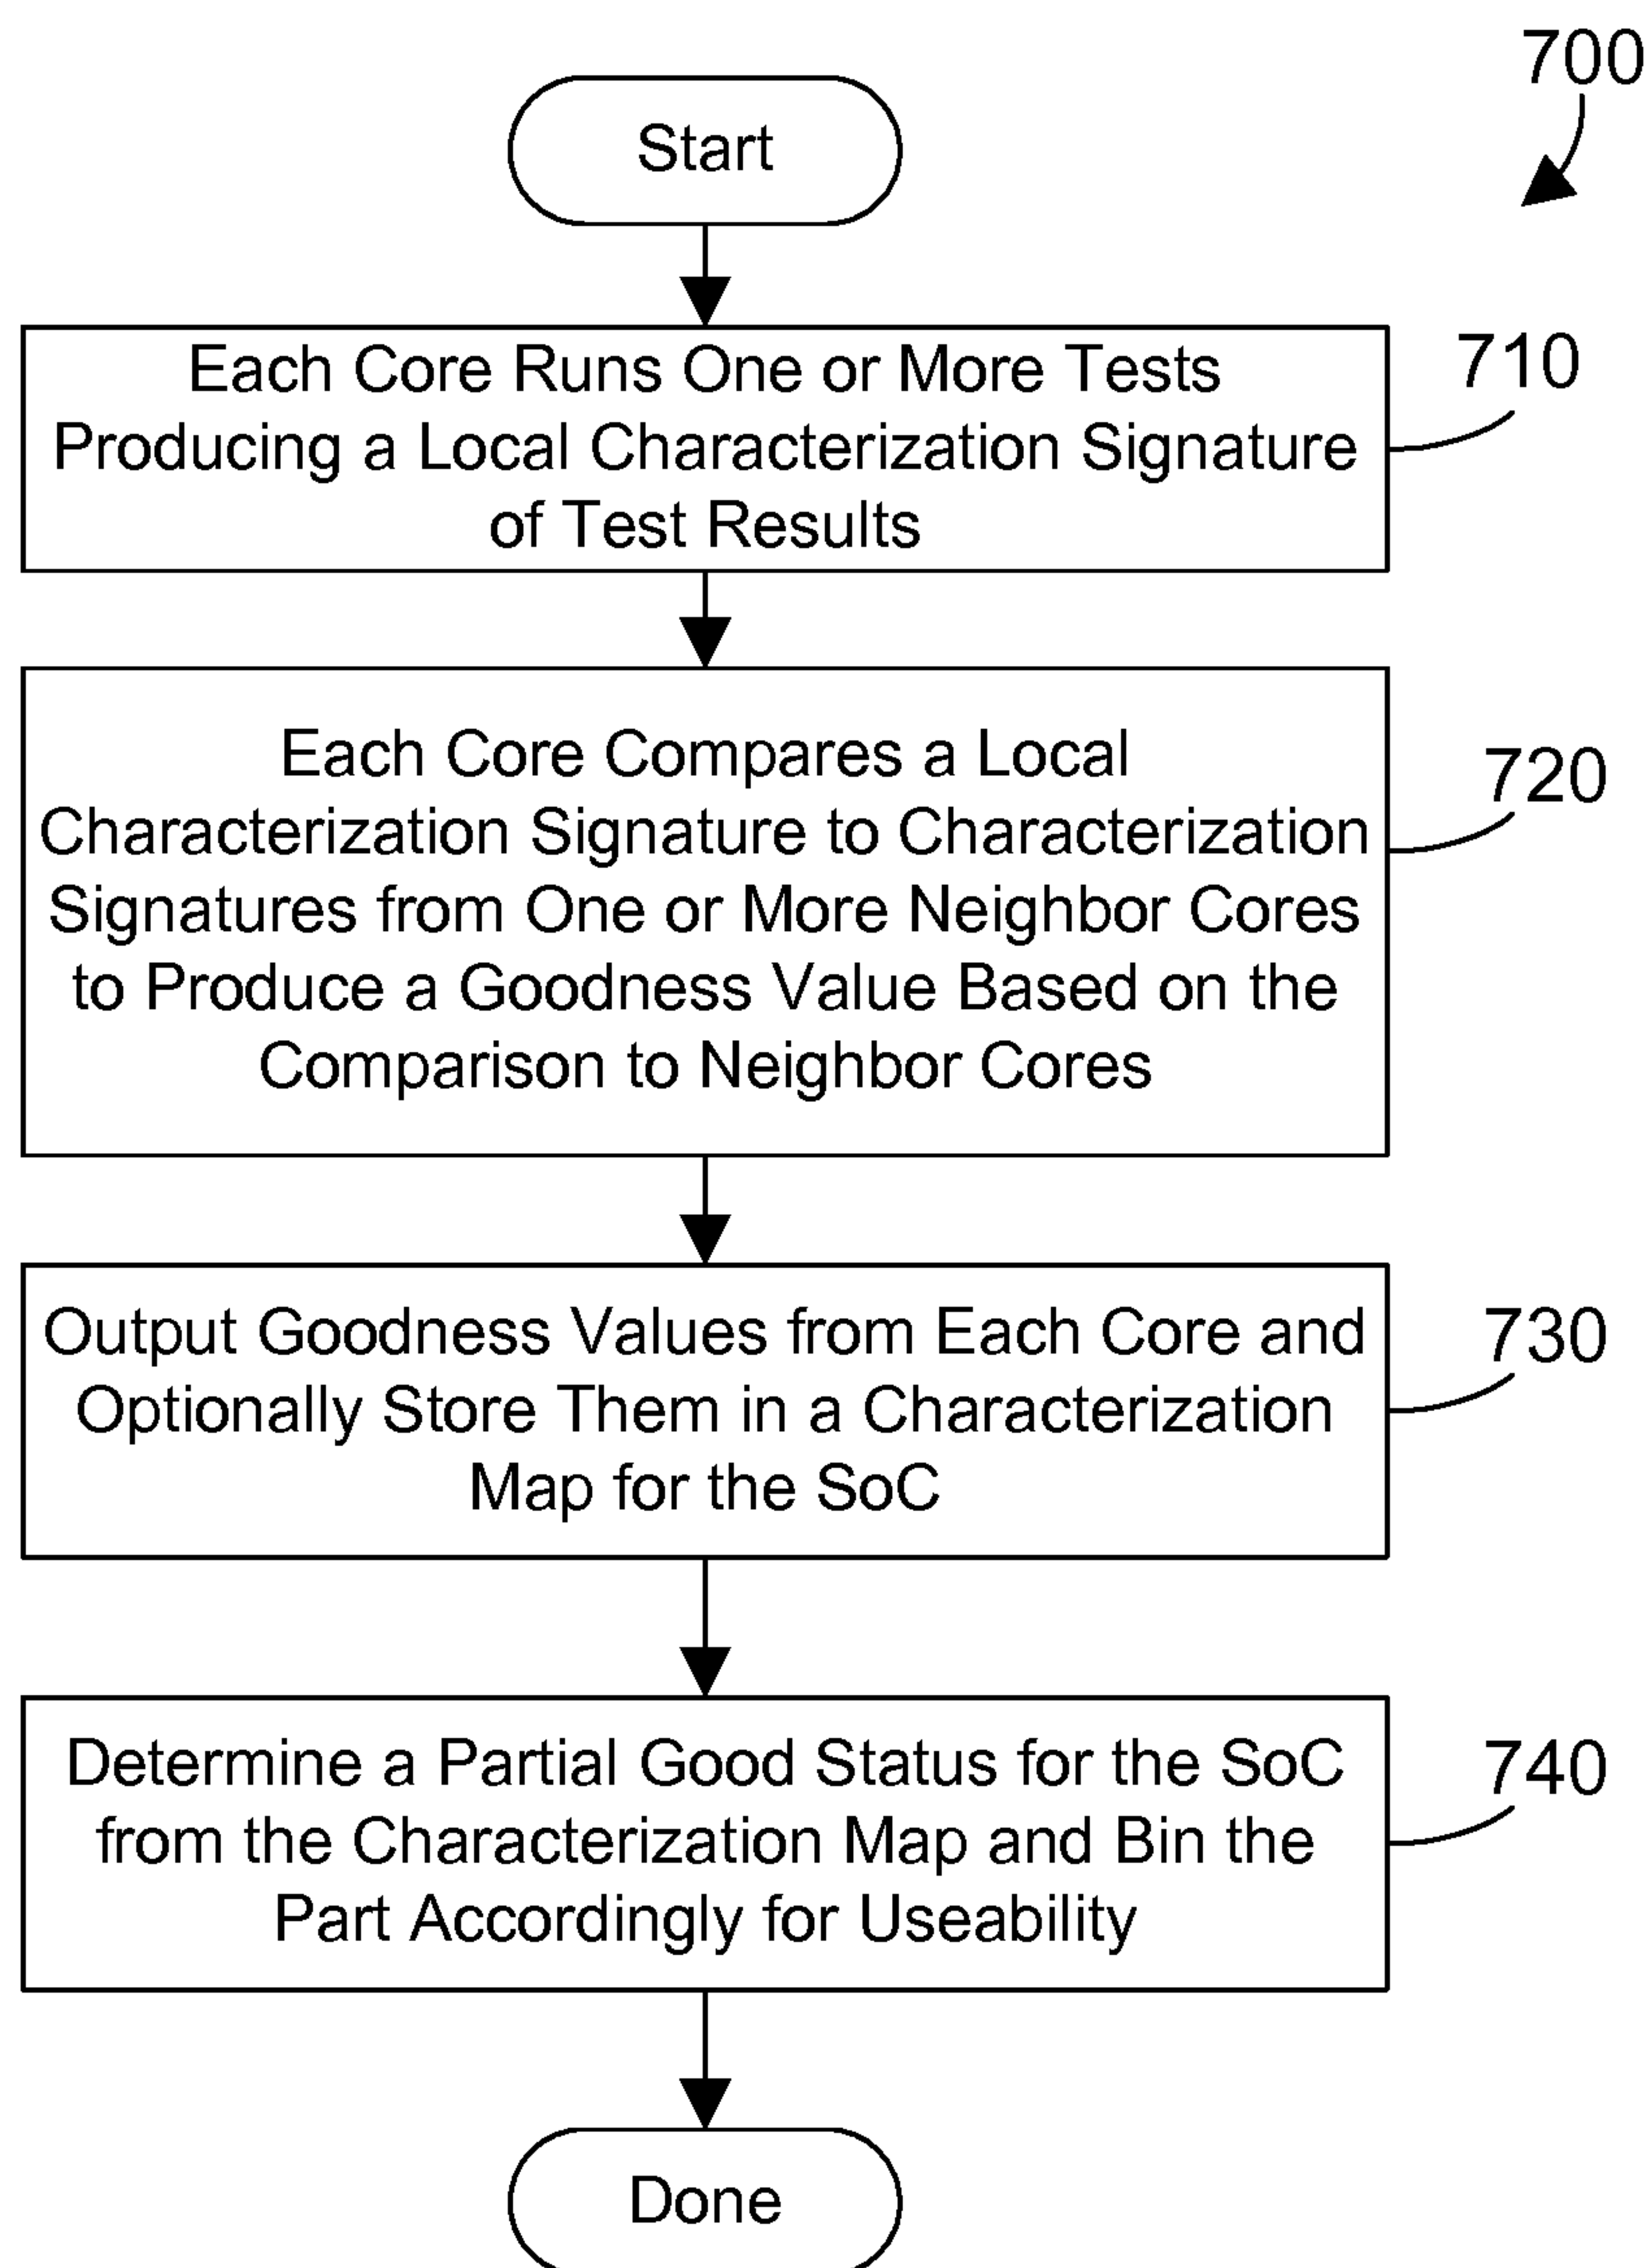 700
Start
Each Core Runs One or More Tests
Producing a Local Characterization Signature
of Test Results
710
Each Core Compares a Local
Characterization Signature to Characterization
Signatures from One or More Neighbor Cores
to Produce a Goodness Value Based on the
Comparison to Neighbor Cores
720
Output Goodness Values from Each Core and
Optionally Store Them in a Characterization
Map for the SoC
730
Determine a Partial Good Status for the SoC
from the Characterization Map and Bin the
Part Accordingly for Useability
740
Done